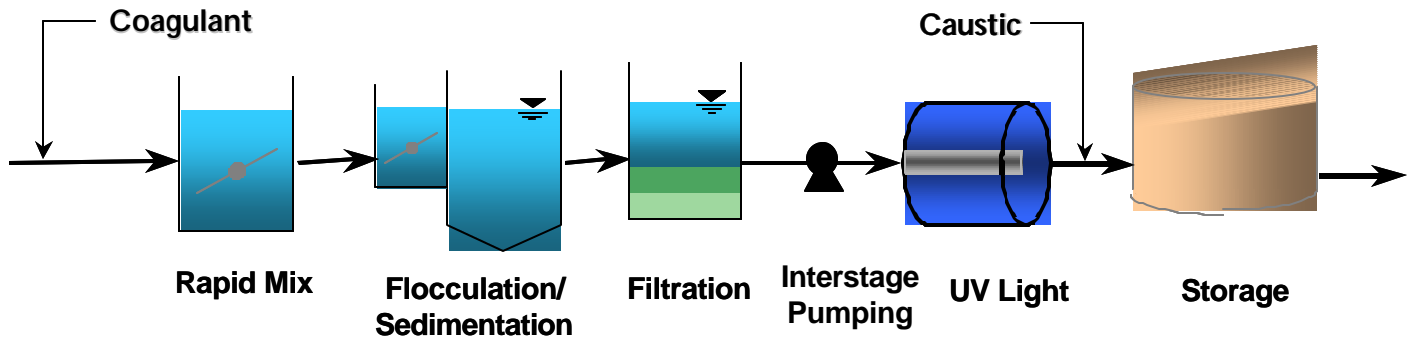 Coagulant
Caustic
Rapid Mix
Flocculation/
Sedimentation
Filtration
Interstage
Pumping
UV Light
Storage